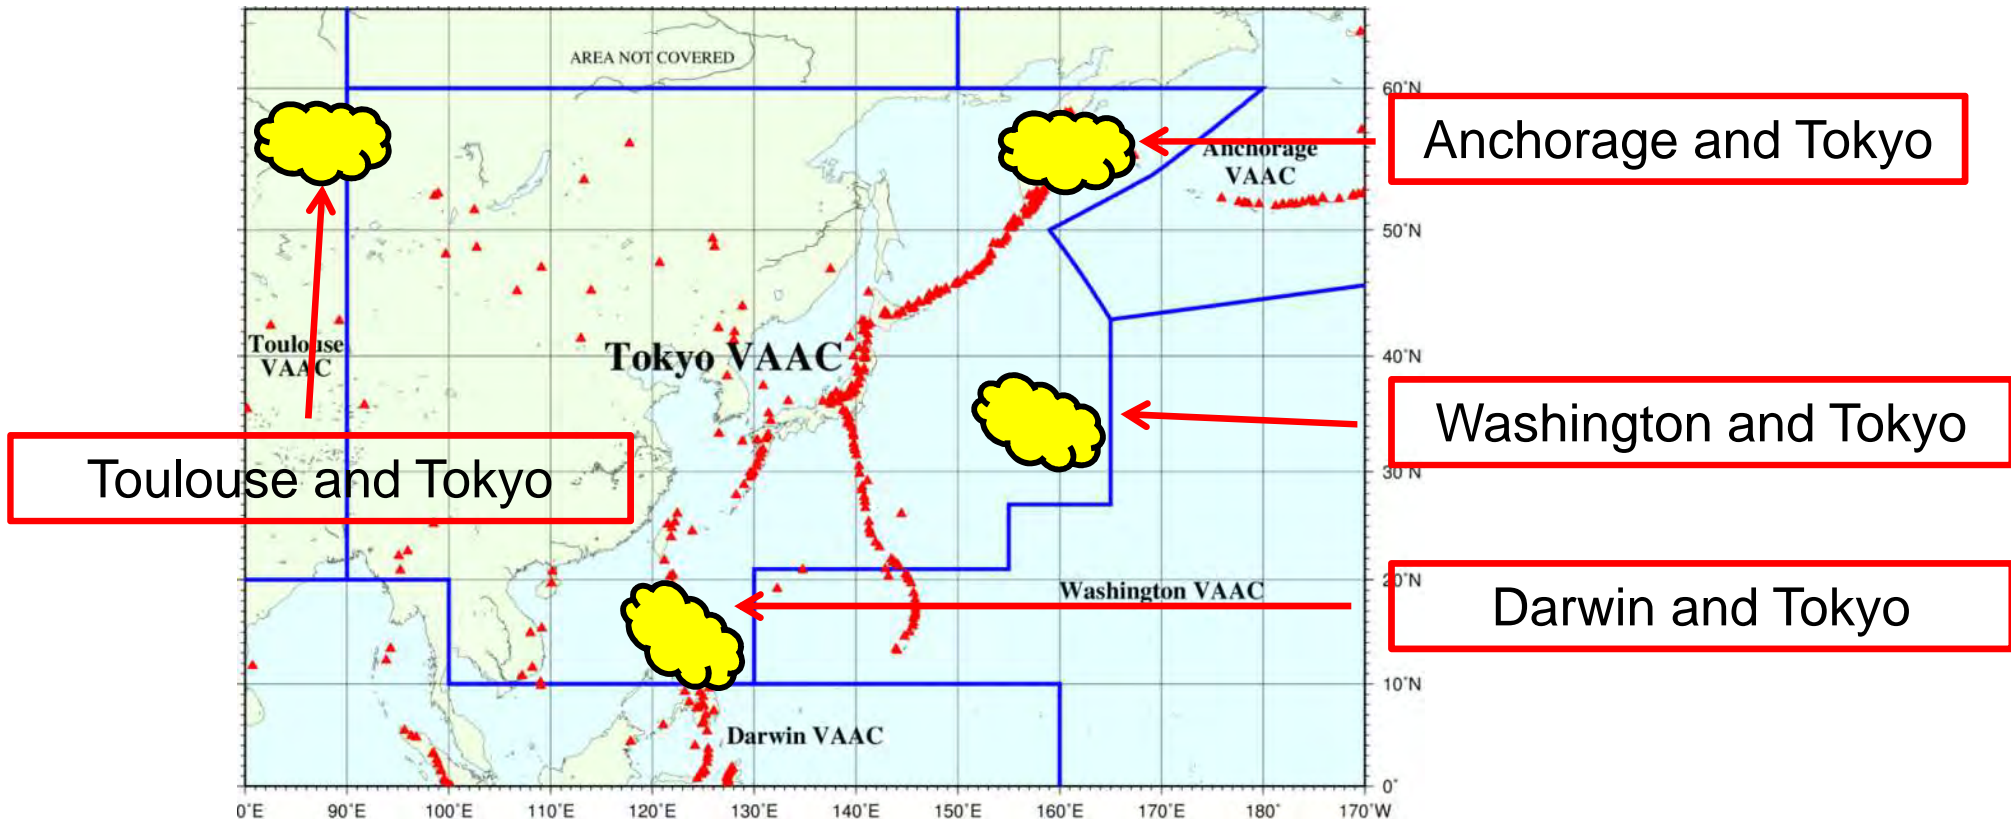 AREA NOT COVERED
60°N
Anchorage and Tokyo
Anchorage
VAAC
50°N
Toulouse
VAAC
Tokyo VAAC
40°N
Washington and Tokyo
Toulouse and Tokyo
30°N
20°N
Washington VAAC
Darwin and Tokyo
10°N
Darwin VAAC
0°
0°E 90°E 100°E 110°E 120°E 130°E 140°E 150°E 160°E 170°E 180° 170°W